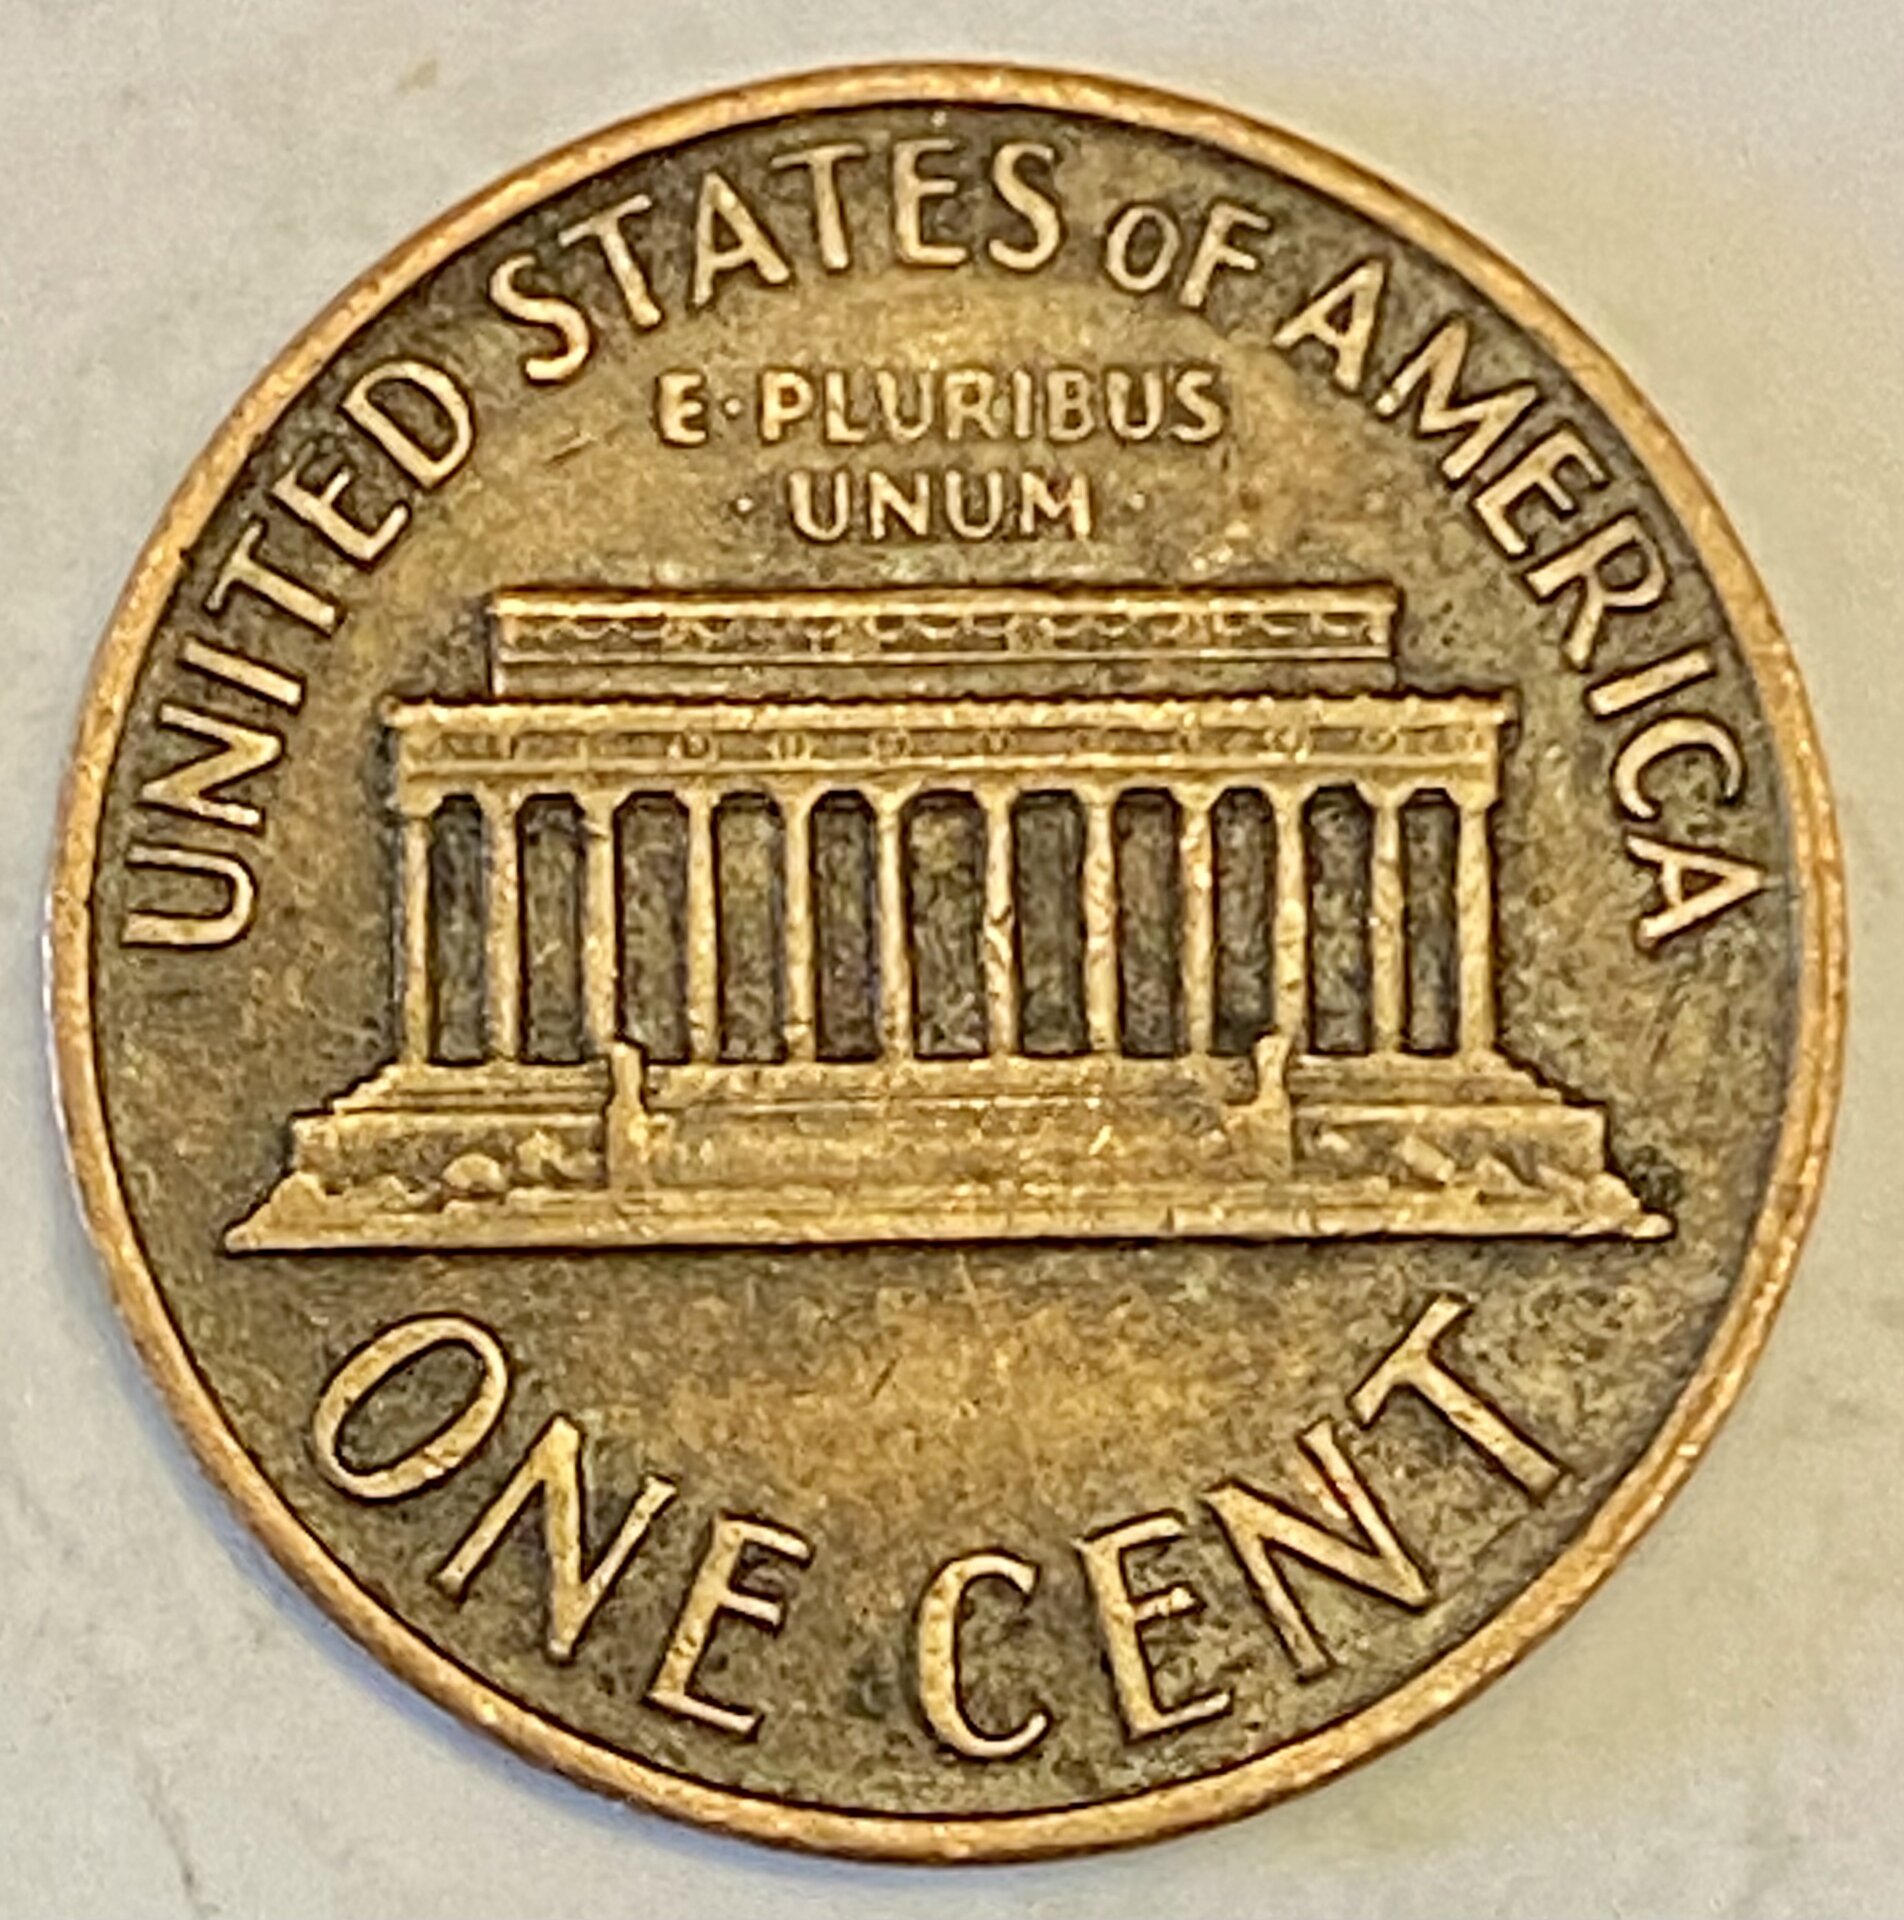 UNITED STATES OF AMERICA
E·PLURIBUS
·UNUM·
ONE CENT